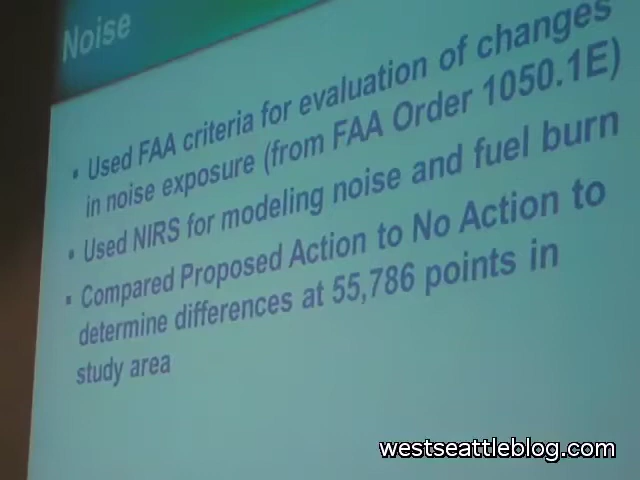 Noise
▪ Used FAA criteria for evaluation of changes
in noise exposure (from FAA Order 1050.1E)
▪ Used NIRS for modeling noise and fuel burn
▪ Compared Proposed Action to No Action to
determine differences at 55,786 points in
study area
westseattleblog.com